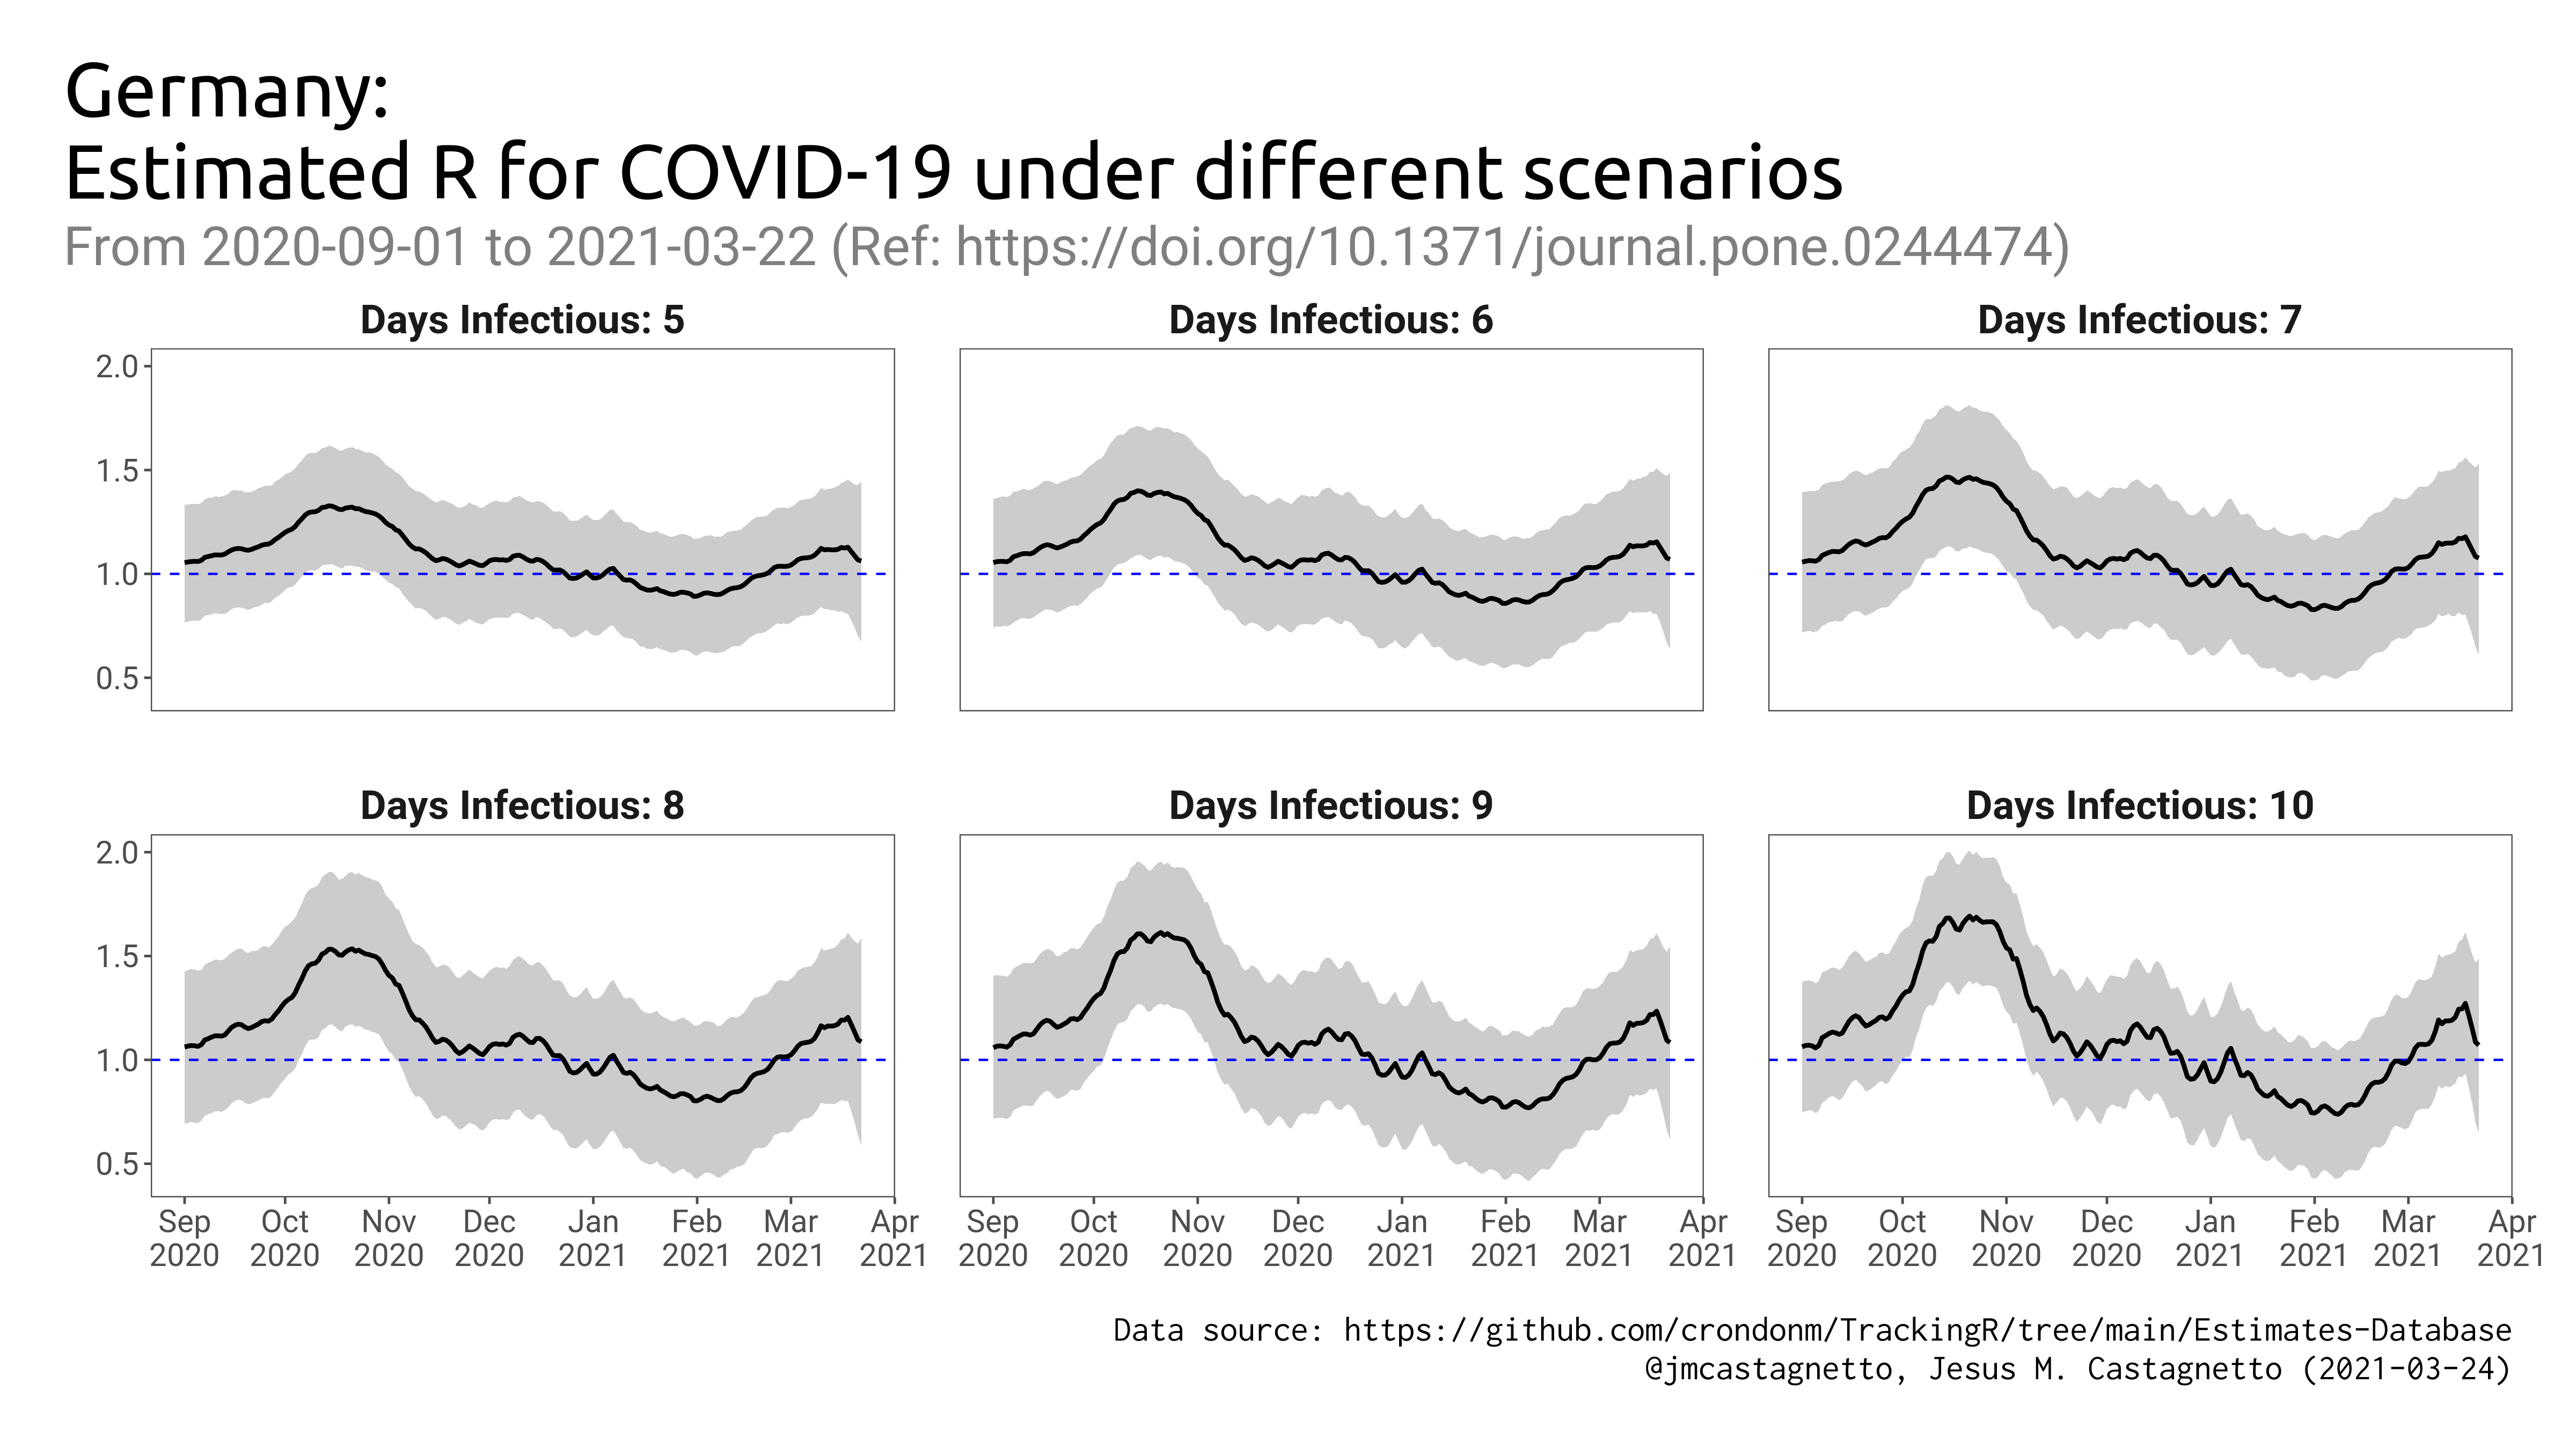 Germany:
Estimated R for COVID-19 under different scenarios
From 2020-09-01 to 2021-03-22 (Ref: https://doi.org/10.1371/journal.pone.0244474)
Days Infectious: 5
Days Infectious: 6
Days Infectious: 7
2.0
1.5
1.0
0.5
Days Infectious: 8
Days Infectious: 9
Days Infectious: 10
2.0
1.5
1.0
0.5
Sep Oct Nov Dec Jan Feb Mar Apr
2020 2020 2020 2020 2021 2021 2021 2021
Sep Oct Nov Dec Jan Feb Mar Apr
2020 2020 2020 2020 2021 2021 2021 2021
Sep Oct Nov Dec Jan Feb Mar Apr
2020 2020 2020 2020 2021 2021 2021 2021
Data source: https://github.com/crondonm/TrackingR/tree/main/Estimates-Database
@jmcastagnetto, Jesus M. Castagnetto (2021-03-24)